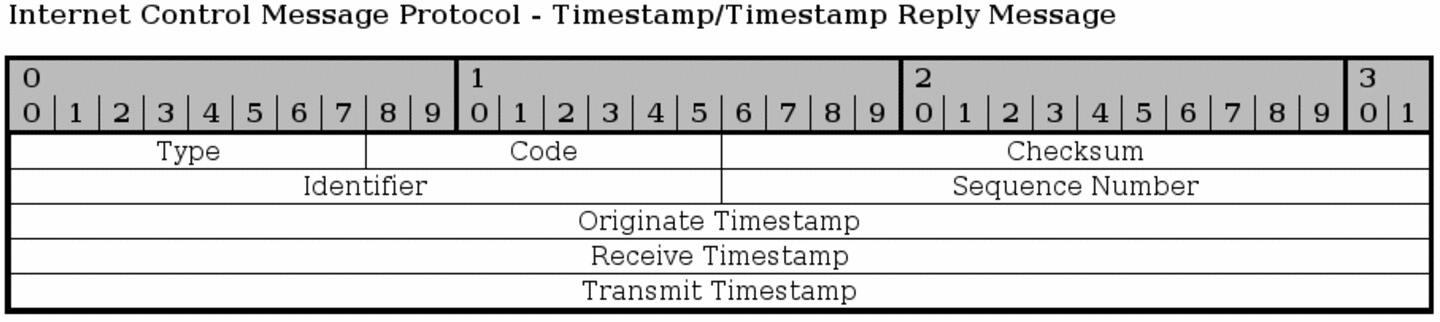 Internet Control Message Protocol - Timestamp/Timestamp Reply Message
0 1 2 3
0 1 2 3 4 5 6 7 8 9 0 1 2 3 4 5 6 7 8 9 0 1 2 3 4 5 6 7 8 9 0 1
Type Code Checksum
Identifier Sequence Number
Originate Timestamp
Receive Timestamp
Transmit Timestamp